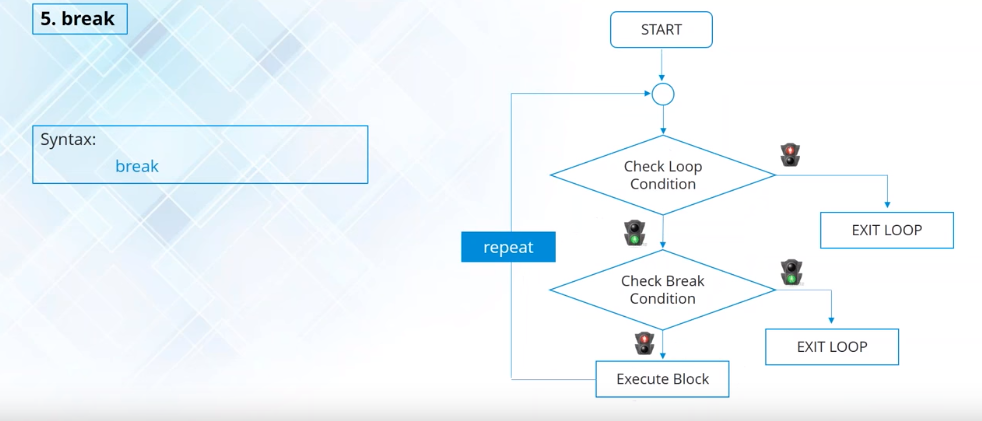 5. break
Syntax:
break
START
Check Loop
Condition
EXIT LOOP
repeat
Check Break
Condition
EXIT LOOP
Execute Block